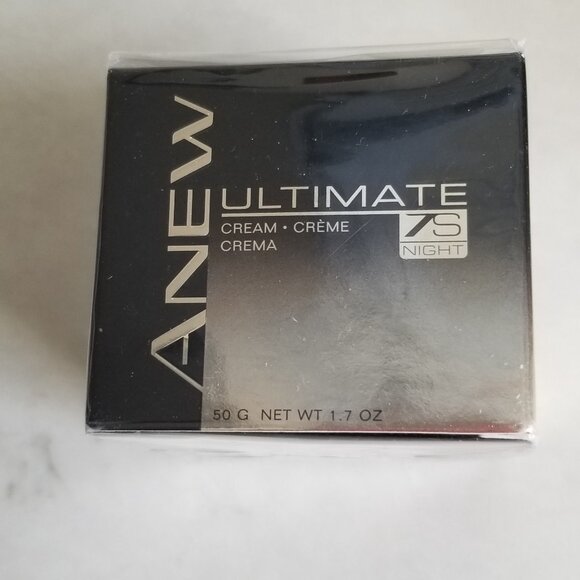 ANEW
ULTIMATE
CREAM • CRÈME
CREMA
7S
NIGHT
50 G NET WT 1.7 OZ